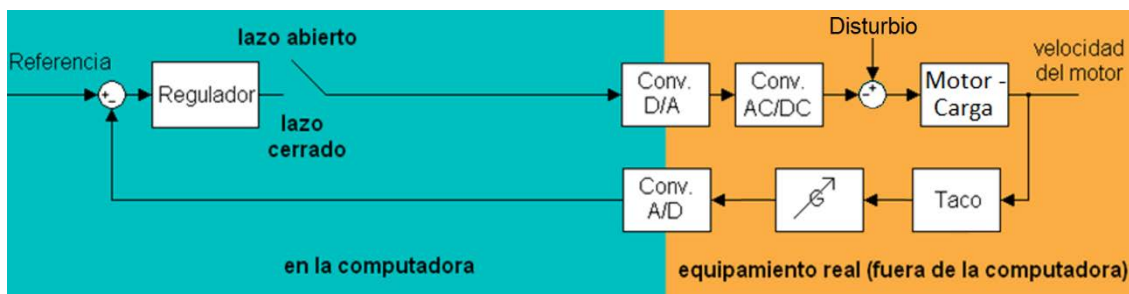 Disturbio
lazo abierto
Referencia
velocidad
del motor
+
-
Regulador
Conv.
D/A
Conv.
AC/DC
-
+
Motor -
Carga
lazo
cerrado
Conv.
A/D
G
Taco
en la computadora
equipamiento real (fuera de la computadora)